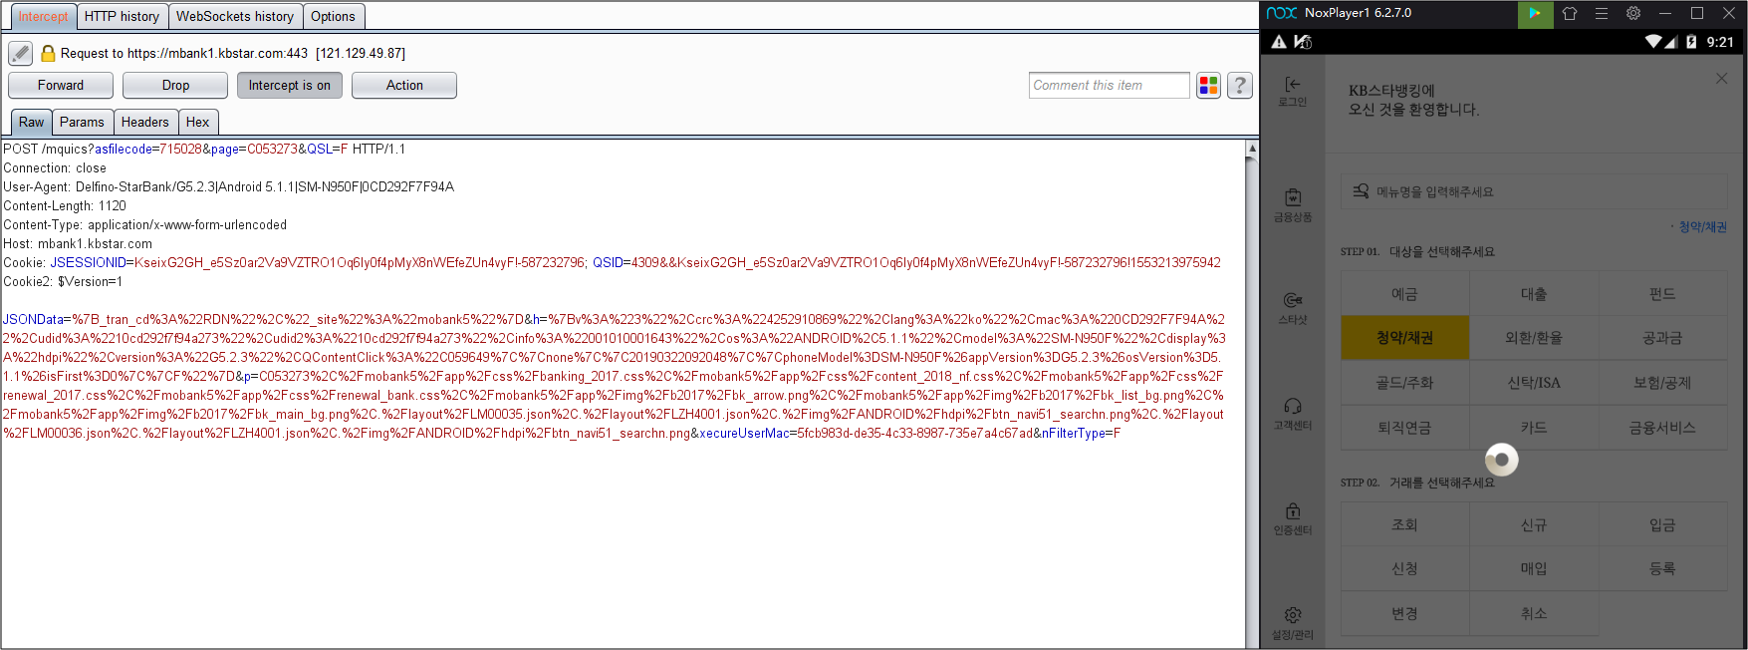 Intercept HTTP history WebSockets history Options
Request to https://mbank1.kbstar.com:443 [121.129.49.87]
Forward Drop Intercept is on Action Comment this item ?
Raw Params Headers Hex
POST /mquics?asfilecode=715028&page=C053273&QSL=F HTTP/1.1
Connection: close
User-Agent: Delfino-StarBank/G5.2.3|Android 5.1.1|SM-N950F|0CD292F7F94A
Content-Length: 1120
Content-Type: application/x-www-form-urlencoded
Host: mbank1.kbstar.com
Cookie: JSESSIONID=KseixG2GH_e5Sz0ar2Va9VZTRO1Oq6Iy0f4pMyX8nWEfeZUn4vyF!-587232796; QSID=4309&&KseixG2GH_e5Sz0ar2Va9VZTRO1Oq6Iy0f4pMyX8nWEfeZUn4vyF!-587232796!1553213975942
Cookie2: $Version=1
JSONData=%7B_tran_cd%3A%22RDN%22%2C%22_site%22%3A%22mobank5%22%7D&h=%7Bv%3A%223%22%2Ccrc%3A%224252910869%22%2Clang%3A%22ko%22%2Cmac%3A%220CD292F7F94A%2
2%2Cudid%3A%2210cd292f7f94a273%22%2Cudid2%3A%2210cd292f7f94a273%22%2Cinfo%3A%22001010001643%22%2Cos%3A%22ANDROID%2C5.1.1%22%2Cmodel%3A%22SM-N950F%22%2Cdisplay%3
A%22hdpi%22%2Cversion%3A%22G5.2.3%22%2CQContentClick%3A%22C059649%7C%7Cnone%7C%7C20190322092048%7C%7CphoneModel%3DSM-N950F%26appVersion%3DG5.2.3%26osVersion%3D5.
1.1%26isFirst%3D0%7C%7CF%22%7D&p=C053273%2C%2Fmobank5%2Fapp%2Fcss%2Fbanking_2017.css%2C%2Fmobank5%2Fapp%2Fcss%2Fcontent_2018_nf.css%2C%2Fmobank5%2Fapp%2Fcss%2F
renewal_2017.css%2C%2Fmobank5%2Fapp%2Fcss%2Frenewal_bank.css%2C%2Fmobank5%2Fapp%2Fimg%2Fb2017%2Fbk_arrow.png%2C%2Fmobank5%2Fapp%2Fimg%2Fb2017%2Fbk_list_bg.png%2C%
2Fmobank5%2Fapp%2Fimg%2Fb2017%2Fbk_main_bg.png%2C.%2Flayout%2FLM00035.json%2C.%2Flayout%2FLZH4001.json%2C.%2Fimg%2FANDROID%2Fhdpi%2Fbtn_navi51_searchn.png%2C.%2Flayout
%2FLM00036.json%2C.%2Flayout%2FLZH4001.json%2C.%2Fimg%2FANDROID%2Fhdpi%2Fbtn_navi51_searchn.png&xecureUserMac=5fcb983d-de35-4c33-8987-735e7a4c67ad&nFilterType=F
nox NoxPlayer1 6.2.7.0
9:21
로그인
금융상품
스타샷
고객센터
인증센터
설정/관리
KB스타뱅킹에
오신 것을 환영합니다.
메뉴명을 입력해주세요
· 청약/채권
STEP 01. 대상을 선택해주세요
예금 대출 펀드
청약/채권 외환/환율 공과금
골드/주화 신탁/ISA 보험/공제
퇴직연금 카드 금융서비스
STEP 02. 거래를 선택해주세요
조회 신규 입금
신청 매입 등록
변경 취소